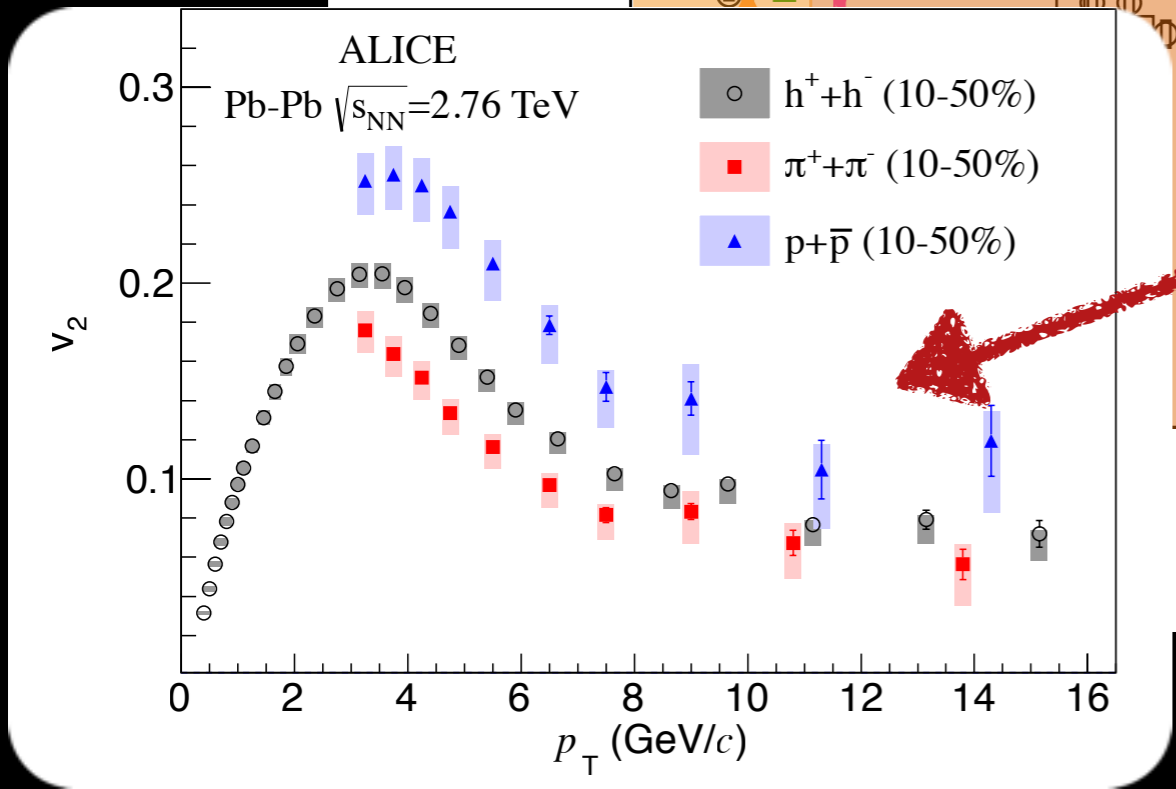 ALICE
Pb-Pb √sNN=2.76 TeV
h++h- (10-50%)
π++π- (10-50%)
p+p̅ (10-50%)
0.3
0.2
0.1
v2
0 2 4 6 8 10 12 14 16
pT (GeV/c)